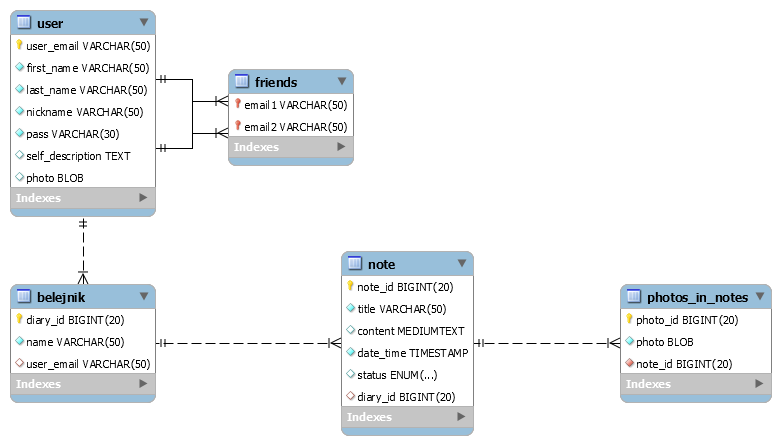 user
user_email VARCHAR(50)
first_name VARCHAR(50)
last_name VARCHAR(50)
nickname VARCHAR(50)
pass VARCHAR(30)
self_description TEXT
photo BLOB
Indexes
friends
email1 VARCHAR(50)
email2 VARCHAR(50)
Indexes
belejnik
diary_id BIGINT(20)
name VARCHAR(50)
user_email VARCHAR(50)
Indexes
note
note_id BIGINT(20)
title VARCHAR(50)
content MEDIUMTEXT
date_time TIMESTAMP
status ENUM(...)
diary_id BIGINT(20)
Indexes
photos_in_notes
photo_id BIGINT(20)
photo BLOB
note_id BIGINT(20)
Indexes